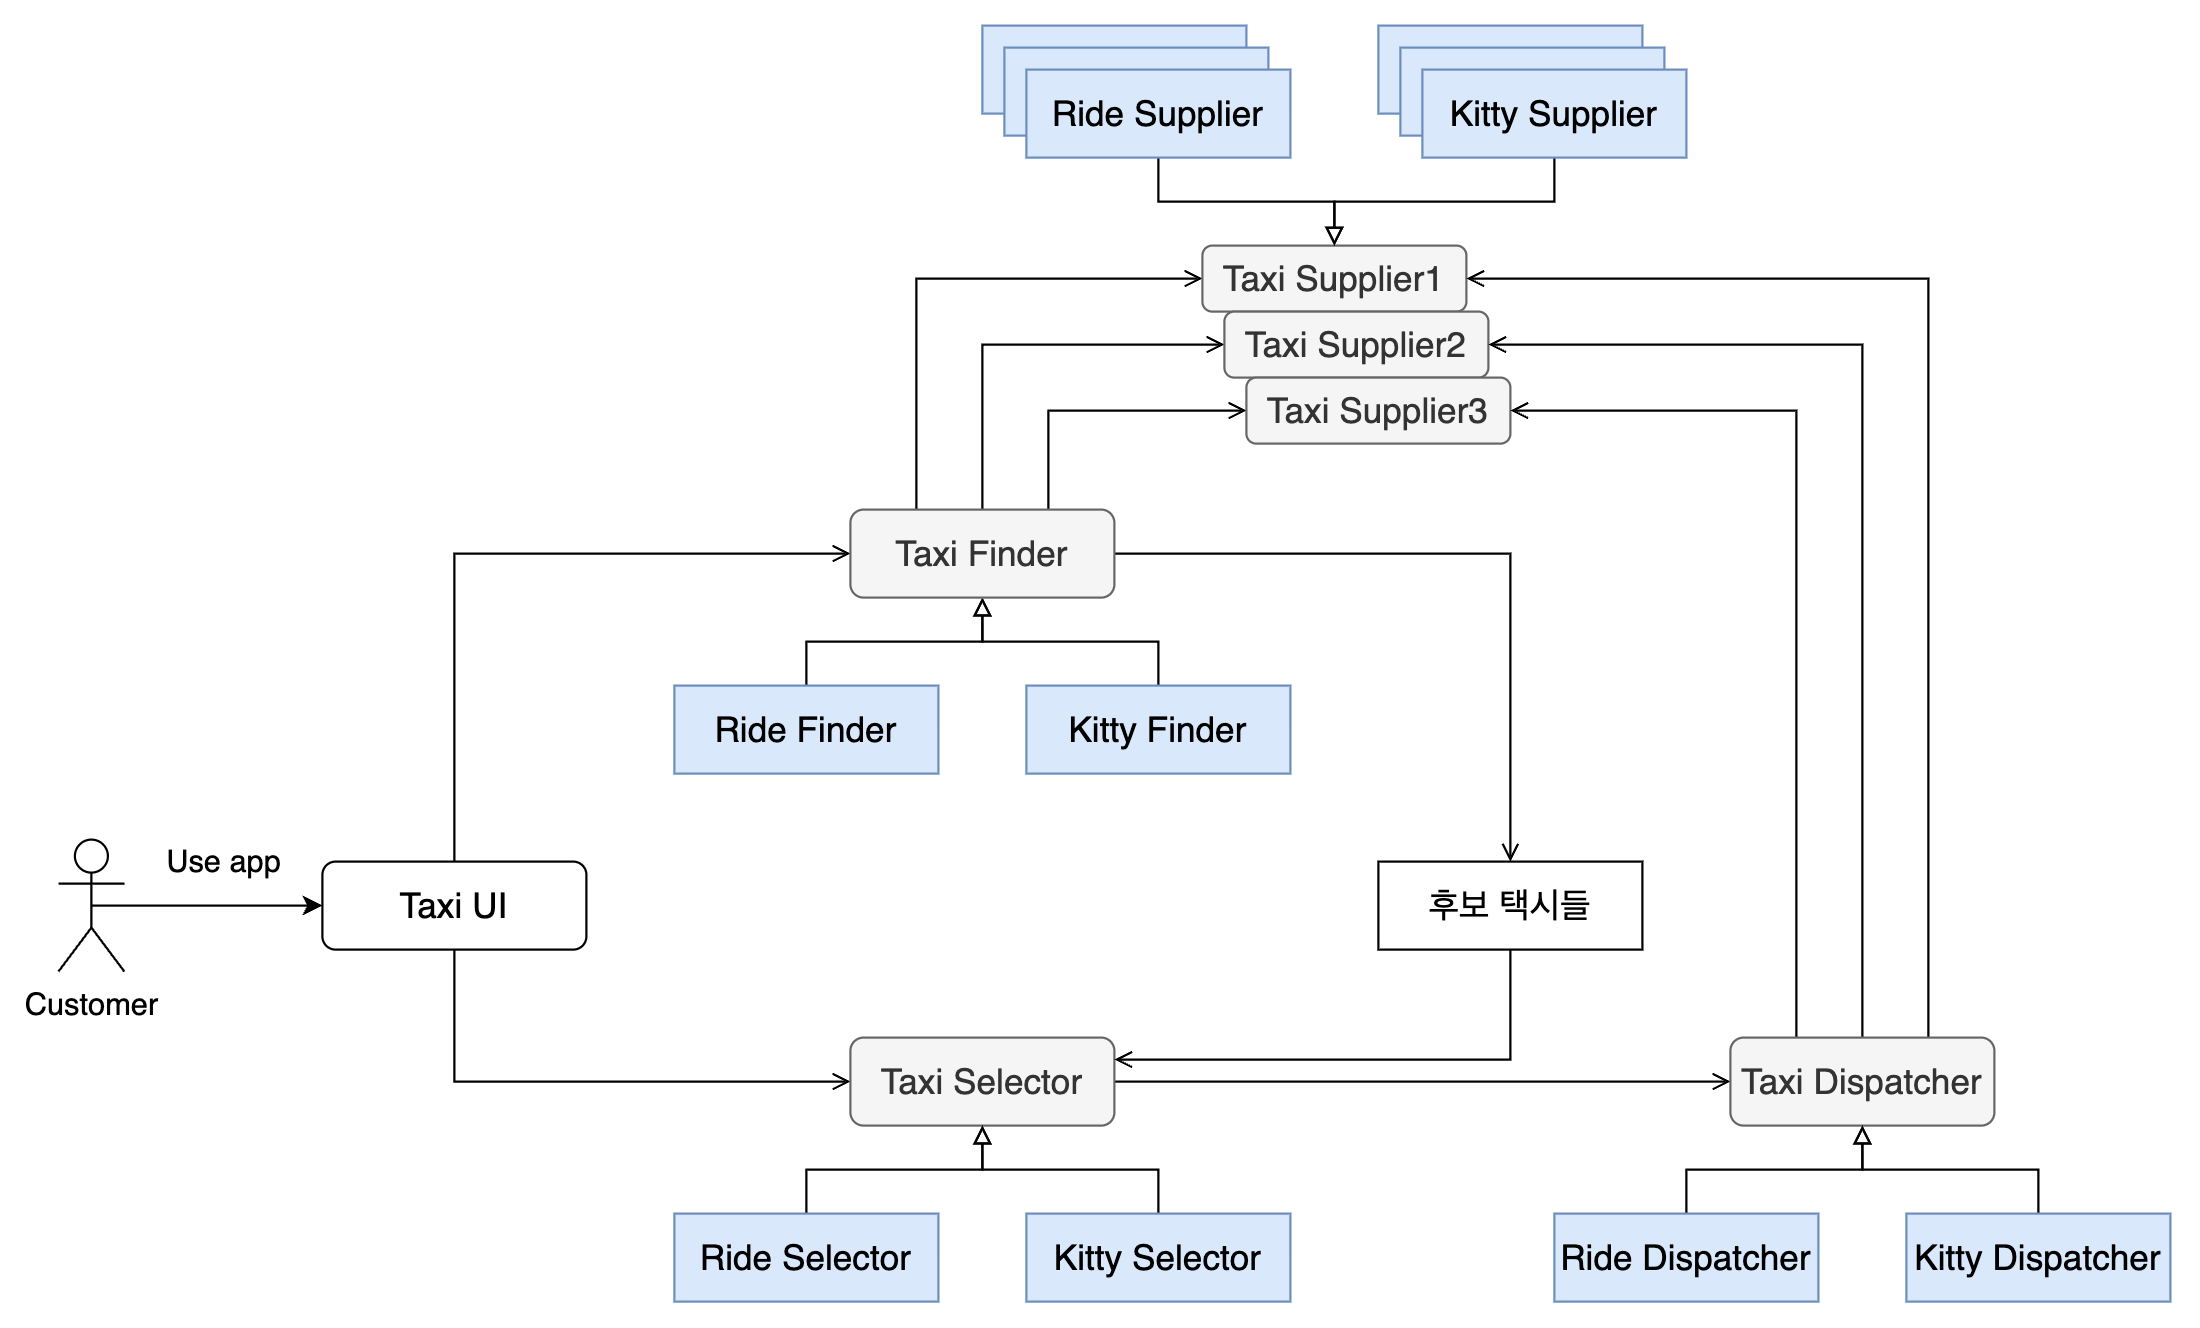 Ride Supplier
Kitty Supplier
Taxi Supplier1
Taxi Supplier2
Taxi Supplier3
Taxi Finder
Ride Finder
Kitty Finder
Use app
Taxi UI
후보 택시들
Customer
Taxi Selector
Taxi Dispatcher
Ride Selector
Kitty Selector
Ride Dispatcher
Kitty Dispatcher